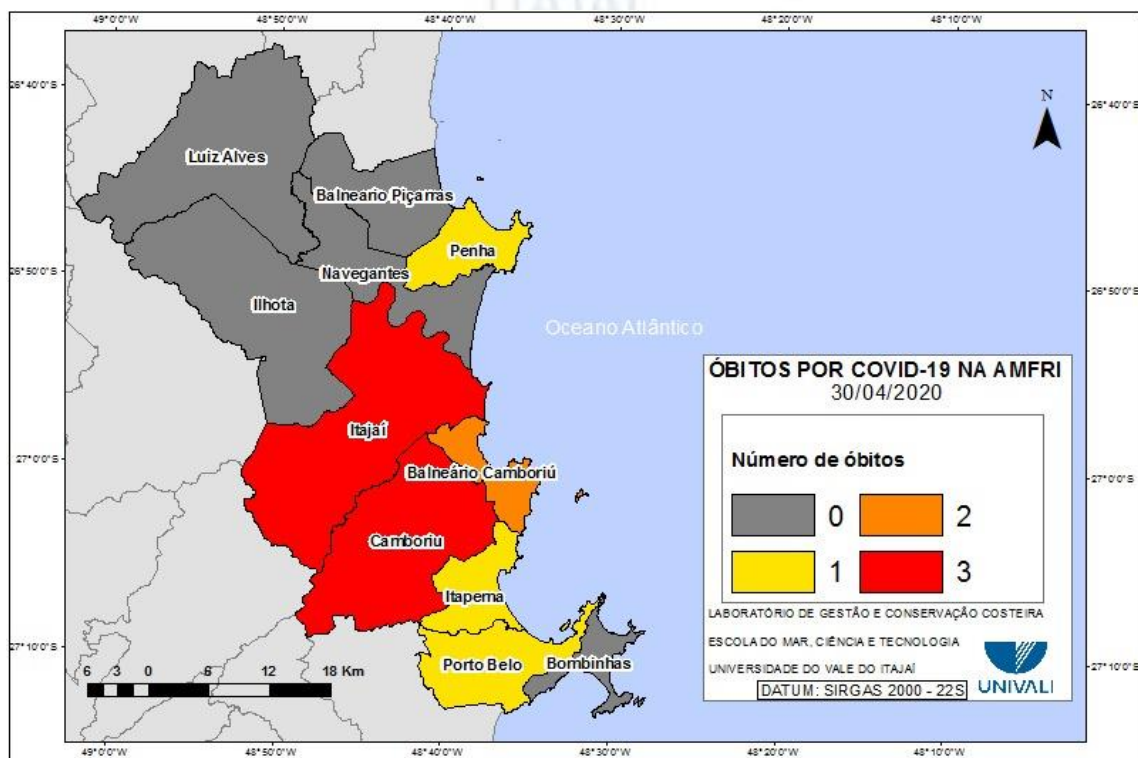 49°0'0"W 48°50'0"W 48°40'0"W 48°30'0"W 48°20'0"W 48°10'0"W
26°40'0"S
26°40'0"S
N
Luiz Alves
Balneario Piçarras
Penha
26°50'0"S
Navegantes
26°50'0"S
Ilhota
Oceano Atlântico
ÓBITOS POR COVID-19 NA AMFRI
30/04/2020
Itajaí
Número de óbitos
27°0'0"S
Balneário Camboriú
27°0'0"S
0
2
Camboriu
1
3
Itapema
LABORATÓRIO DE GESTÃO E CONSERVAÇÃO COSTEIRA
ESCOLA DO MAR, CIÊNCIA E TECNOLOGIA
27°10'0"S
Porto Belo
Bombinhas
UNIVERSIDADE DO VALE DO ITAJAÍ
27°10'0"S
6 3 0 6 12 18 Km
UNIVALI
DATUM: SIRGAS 2000 - 22S
49°0'0"W 48°50'0"W 48°40'0"W 48°30'0"W 48°20'0"W 48°10'0"W